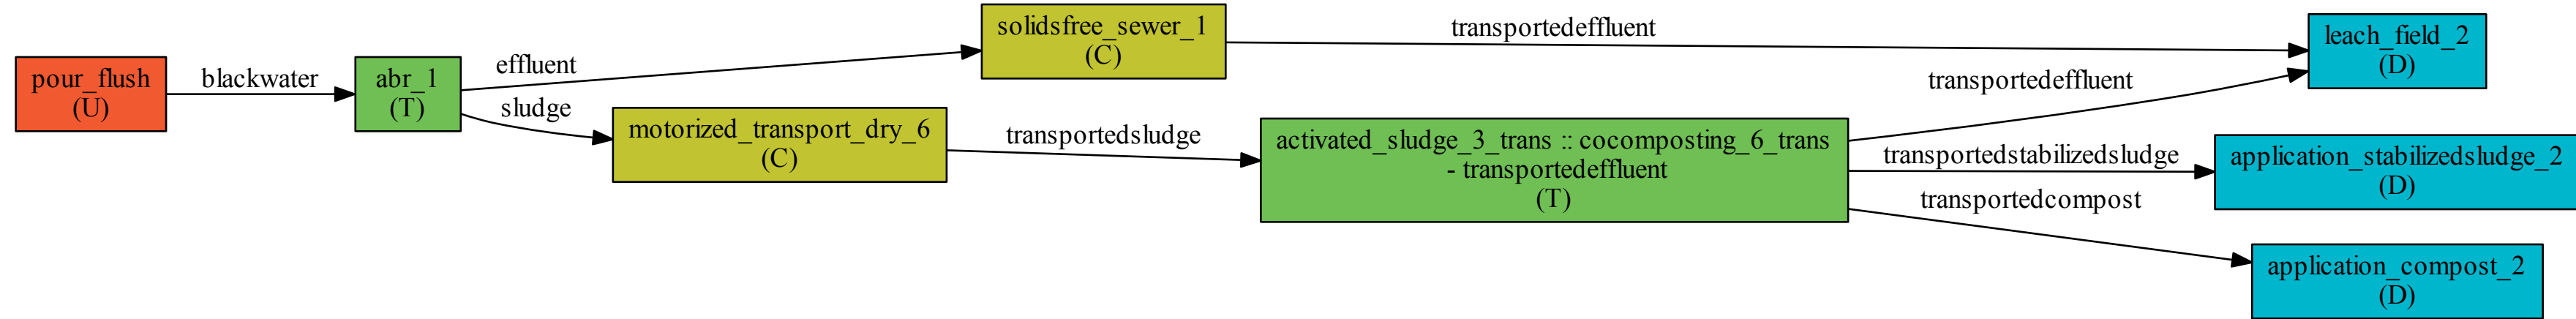 pour_flush
(U)
blackwater
abr_1
(T)
effluent
sludge
solidsfree_sewer_1
(C)
motorized_transport_dry_6
(C)
transportedeffluent
transportedsludge
activated_sludge_3_trans :: cocomposting_6_trans
- transportedeffluent
(T)
transportedeffluent
transportedstabilizedsludge
transportedcompost
leach_field_2
(D)
application_stabilizedsludge_2
(D)
application_compost_2
(D)